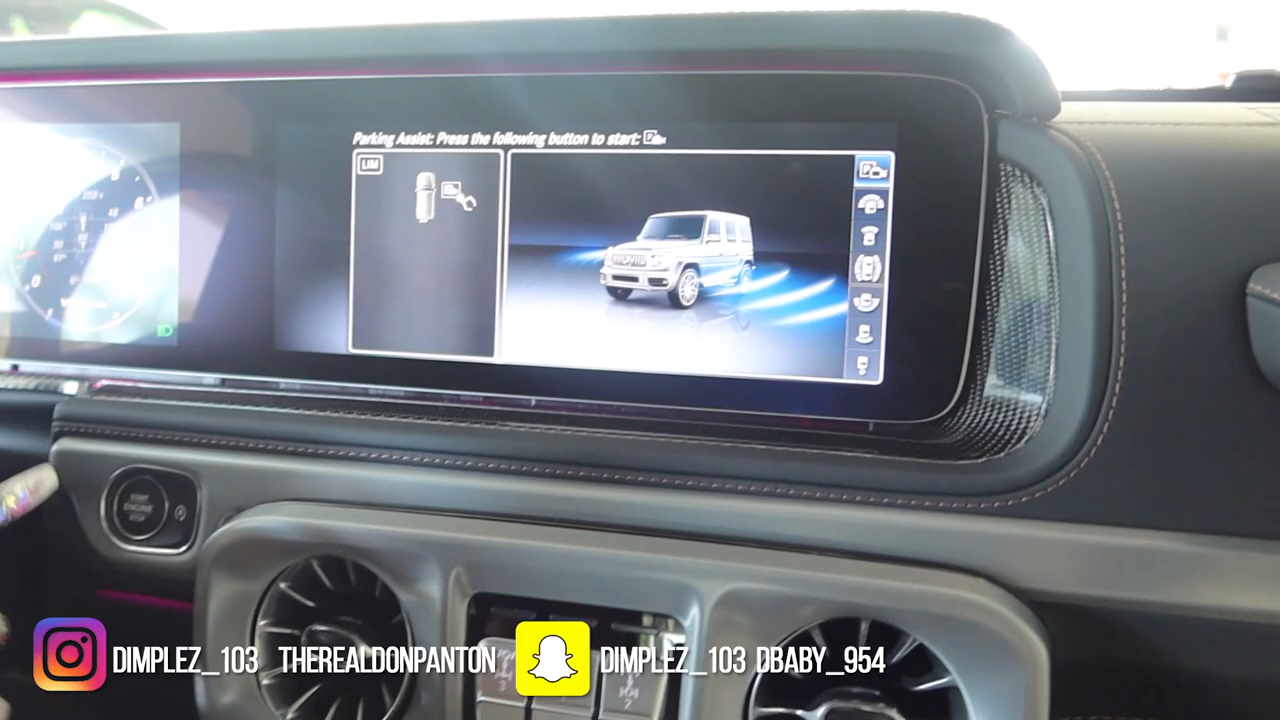 Parking Assist: Press the following button to start:
LIM
START
ENGINE
STOP
DIMPLEZ_103 THEREALDONPANTON
DIMPLEZ_103 DBABY_954